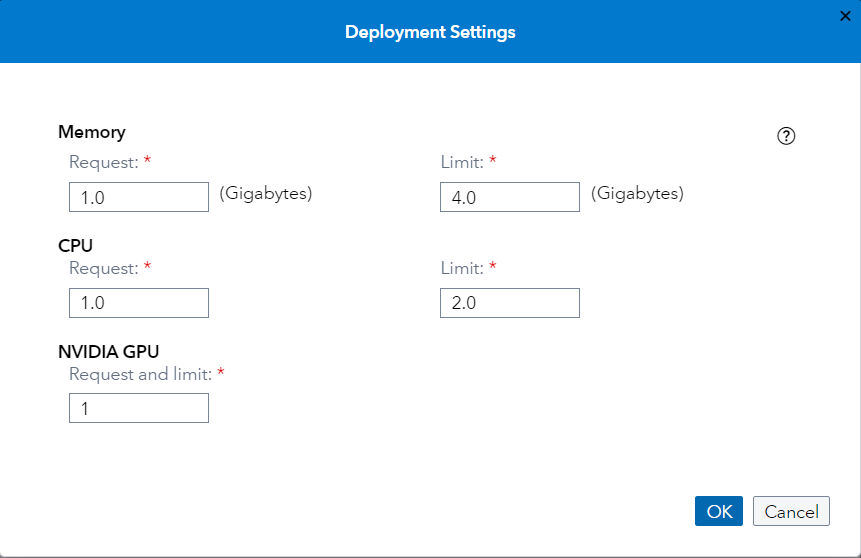 Deployment Settings
Memory
Request: *
Limit: *
1.0 (Gigabytes)
4.0 (Gigabytes)
CPU
Request: *
Limit: *
1.0
2.0
NVIDIA GPU
Request and limit: *
1
OK
Cancel